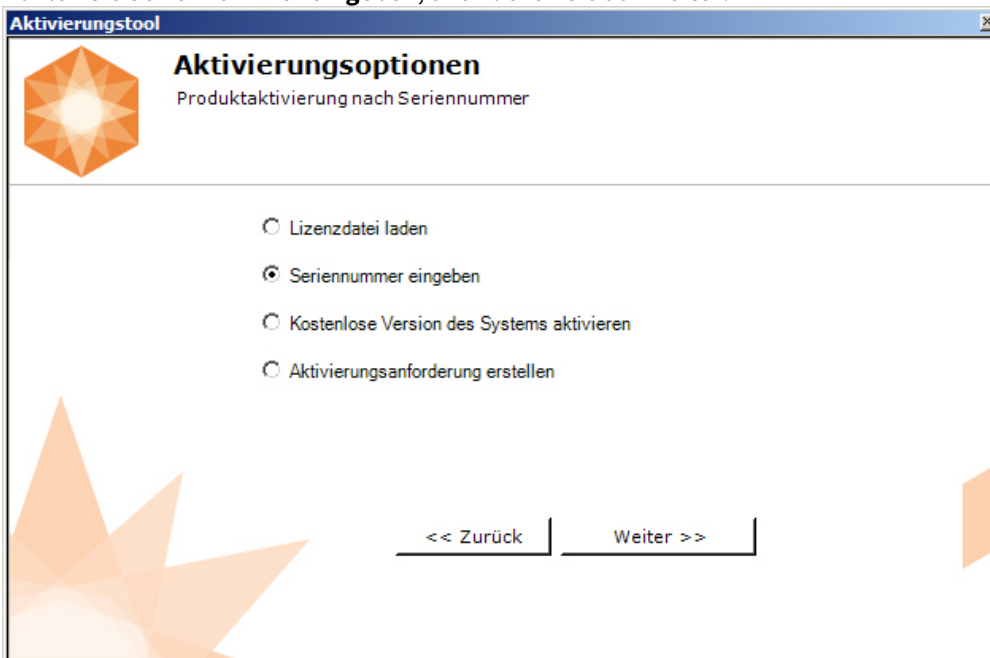 Aktivierungstool
Aktivierungsoptionen
Produktaktivierung nach Seriennummer
Lizenzdatei laden
Seriennummer eingeben
Kostenlose Version des Systems aktivieren
Aktivierungsanforderung erstellen
<< Zurück Weiter >>